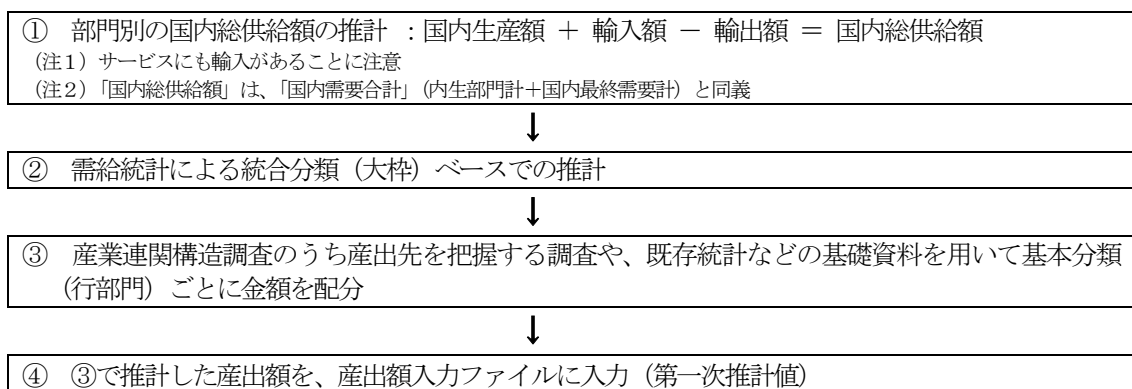 ① 部門別の国内総供給額の推計 ：国内生産額 ＋ 輸入額 － 輸出額 ＝ 国内総供給額
（注１）サービスにも輸入があることに注意
（注２）「国内総供給額」は、「国内需要合計」（内生部門計＋国内最終需要計）と同義
↓
② 需給統計による統合分類（大枠）ベースでの推計
↓
③ 産業連関構造調査のうち産出先を把握する調査や、既存統計などの基礎資料を用いて基本分類
（行部門）ごとに金額を配分
↓
④ ③で推計した産出額を、産出額入力ファイルに入力（第一次推計値）